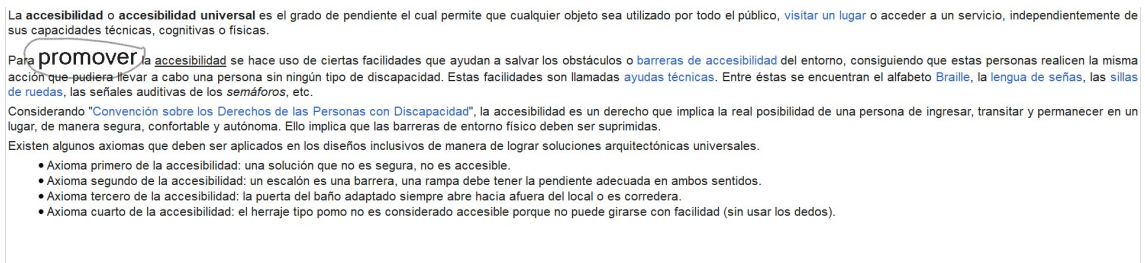 La accesibilidad o accesibilidad universal es el grado de pendiente el cual permite que cualquier objeto sea utilizado por todo el público, visitar un lugar o acceder a un servicio, independientemente de
sus capacidades técnicas, cognitivas o físicas.
Para promover la accesibilidad se hace uso de ciertas facilidades que ayudan a salvar los obstáculos o barreras de accesibilidad del entorno, consiguiendo que estas personas realicen la misma
acción que pudiera llevar a cabo una persona sin ningún tipo de discapacidad. Estas facilidades son llamadas ayudas técnicas. Entre éstas se encuentran el alfabeto Braille, la lengua de señas, las sillas
de ruedas, las señales auditivas de los semáforos, etc.
Considerando "Convención sobre los Derechos de las Personas con Discapacidad", la accesibilidad es un derecho que implica la real posibilidad de una persona de ingresar, transitar y permanecer en un
lugar, de manera segura, confortable y autónoma. Ello implica que las barreras de entorno físico deben ser suprimidas.
Existen algunos axiomas que deben ser aplicados en los diseños inclusivos de manera de lograr soluciones arquitectónicas universales.
• Axioma primero de la accesibilidad: una solución que no es segura, no es accesible.
• Axioma segundo de la accesibilidad: un escalón es una barrera, una rampa debe tener la pendiente adecuada en ambos sentidos.
• Axioma tercero de la accesibilidad: la puerta del baño adaptado siempre abre hacia afuera del local o es corredera.
• Axioma cuarto de la accesibilidad: el herraje tipo pomo no es considerado accesible porque no puede girarse con facilidad (sin usar los dedos).